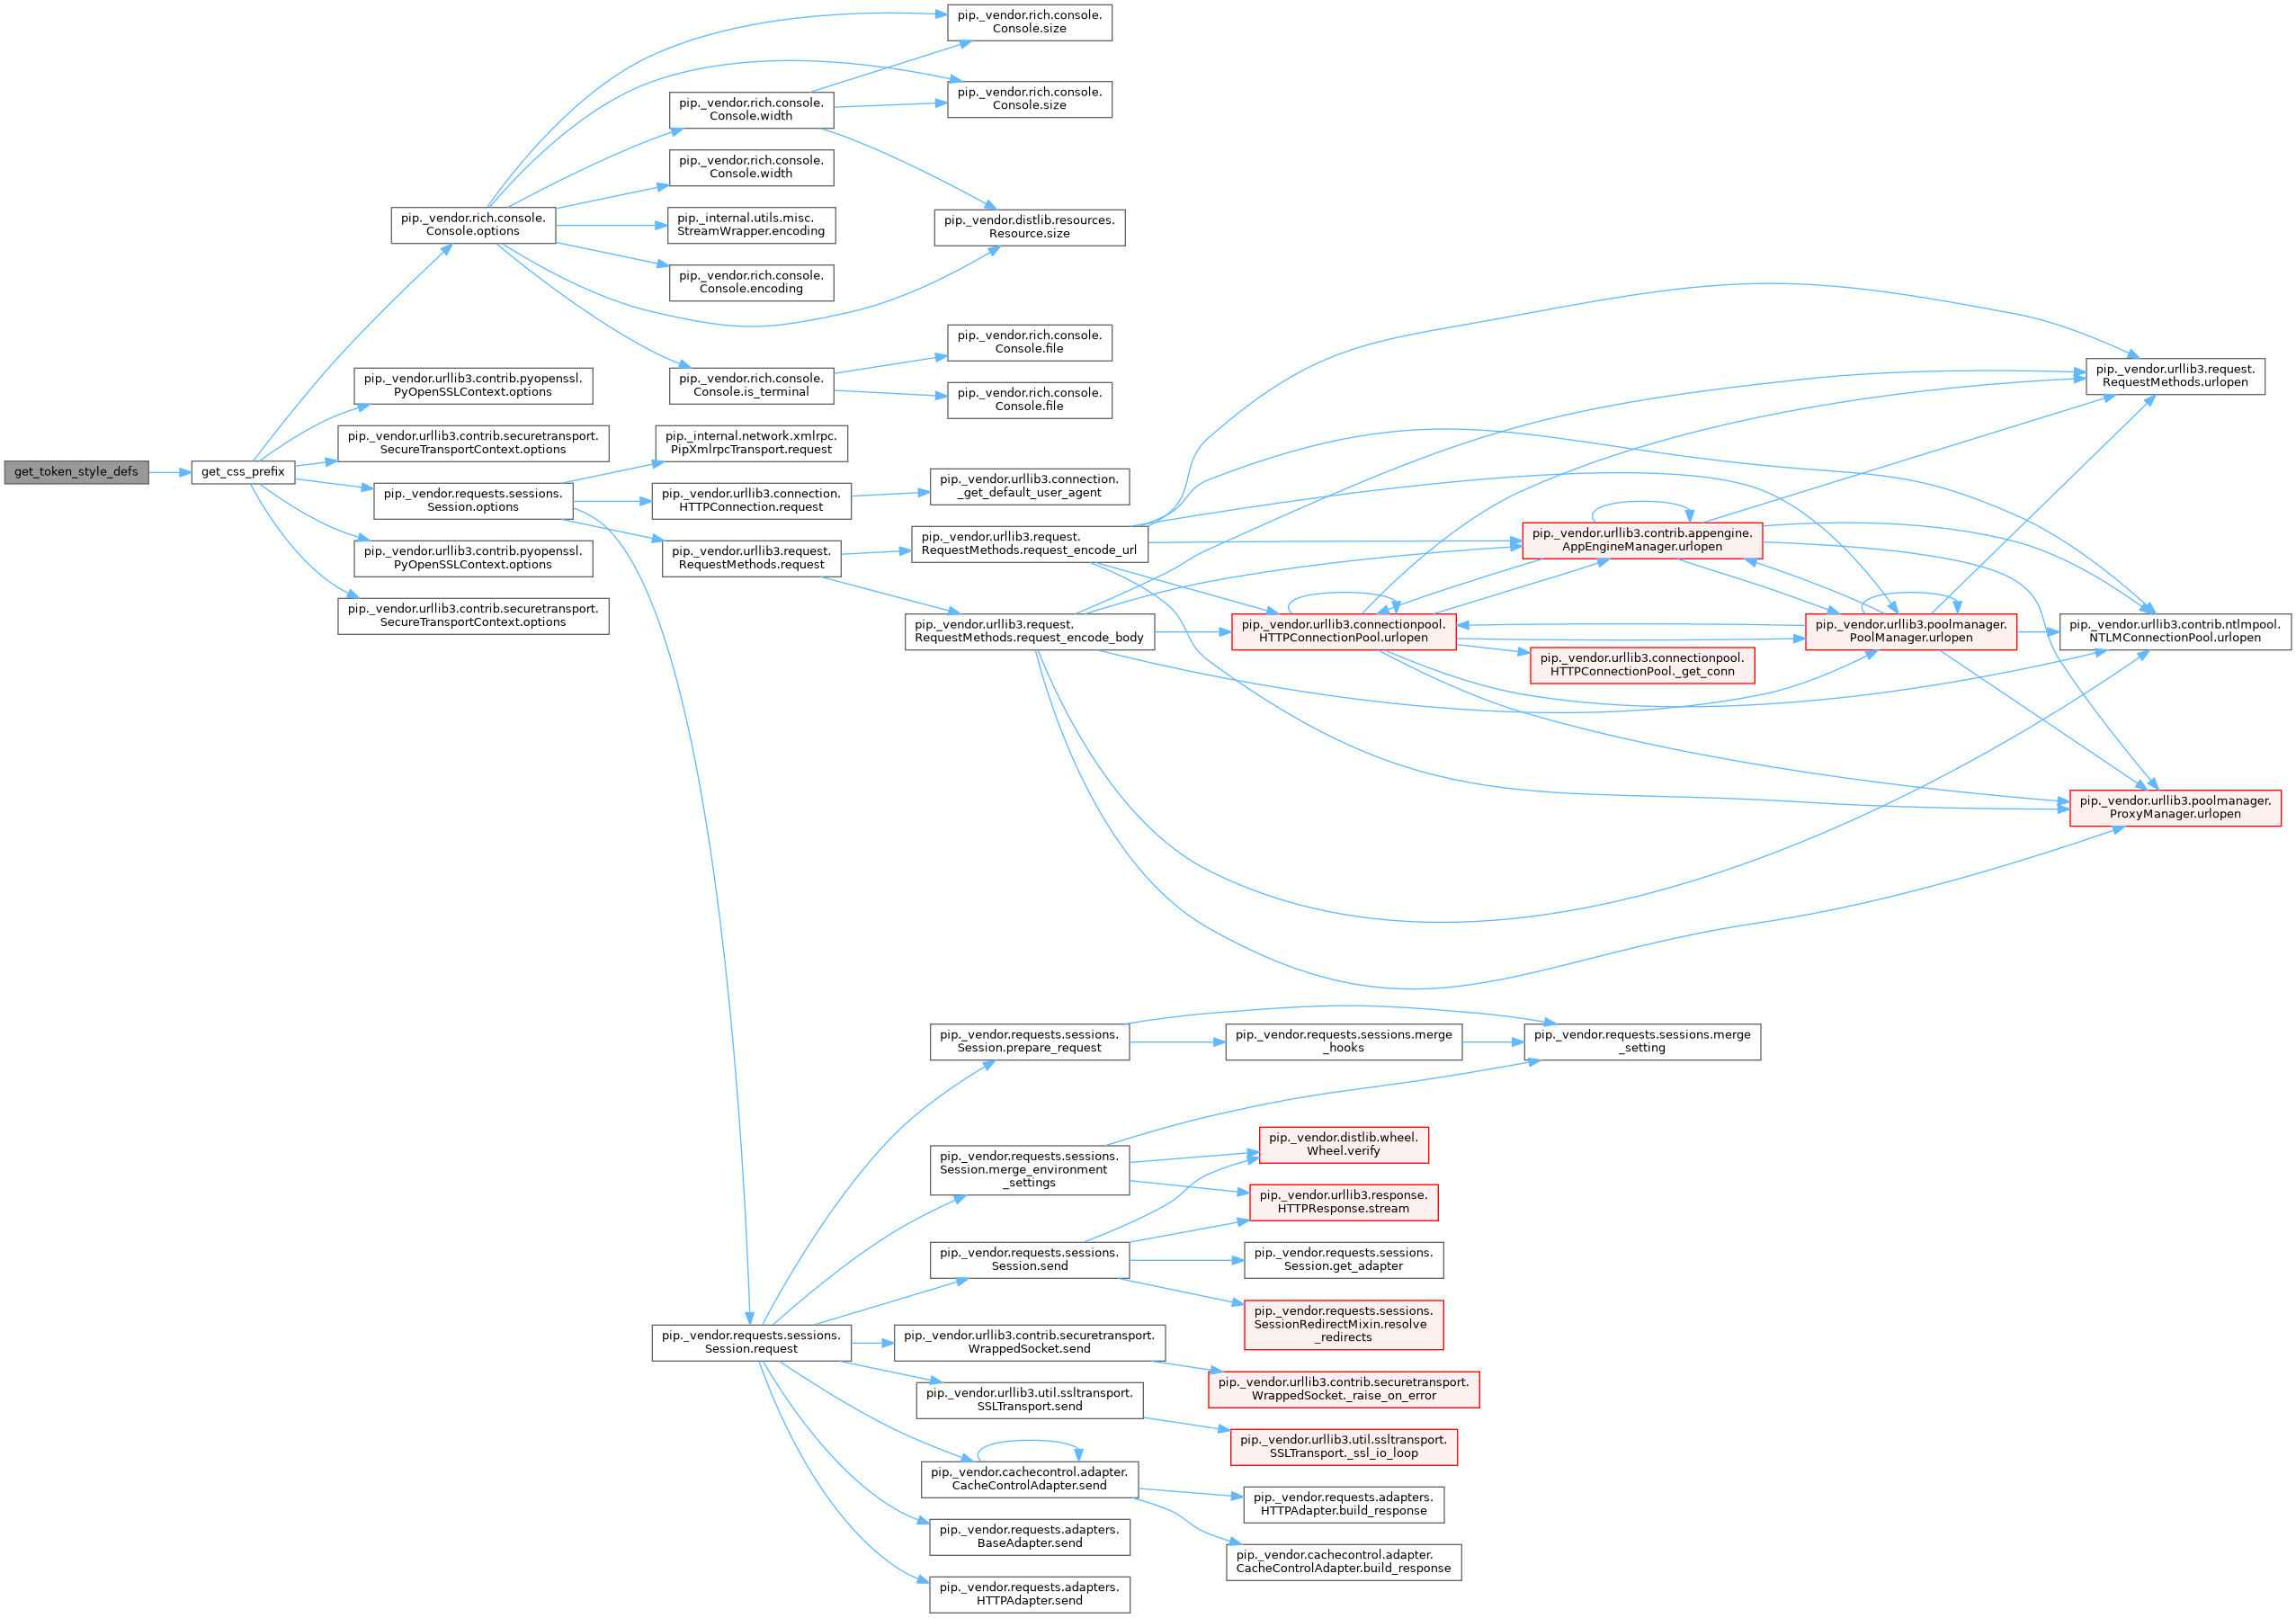 get_token_style_defs
get_css_prefix
pip._vendor.rich.console.
Console.options
pip._vendor.urllib3.contrib.pyopenssl.
PyOpenSSLContext.options
pip._vendor.urllib3.contrib.securetransport.
SecureTransportContext.options
pip._vendor.requests.sessions.
Session.options
pip._vendor.urllib3.contrib.pyopenssl.
PyOpenSSLContext.options
pip._vendor.urllib3.contrib.securetransport.
SecureTransportContext.options
pip._vendor.rich.console.
Console.width
pip._vendor.rich.console.
Console.width
pip._internal.utils.misc.
StreamWrapper.encoding
pip._vendor.rich.console.
Console.encoding
pip._vendor.rich.console.
Console.is_terminal
pip._internal.network.xmlrpc.
PipXmlrpcTransport.request
pip._vendor.urllib3.connection.
HTTPConnection.request
pip._vendor.urllib3.request.
RequestMethods.request
pip._vendor.requests.sessions.
Session.request
pip._vendor.rich.console.
Console.size
pip._vendor.rich.console.
Console.size
pip._vendor.distlib.resources.
Resource.size
pip._vendor.rich.console.
Console.file
pip._vendor.rich.console.
Console.file
pip._vendor.urllib3.connection.
_get_default_user_agent
pip._vendor.urllib3.request.
RequestMethods.request_encode_url
pip._vendor.urllib3.request.
RequestMethods.request_encode_body
pip._vendor.urllib3.connectionpool.
HTTPConnectionPool.urlopen
pip._vendor.urllib3.contrib.appengine.
AppEngineManager.urlopen
pip._vendor.urllib3.connectionpool.
HTTPConnectionPool._get_conn
pip._vendor.urllib3.poolmanager.
PoolManager.urlopen
pip._vendor.urllib3.request.
RequestMethods.urlopen
pip._vendor.urllib3.contrib.ntlmpool.
NTLMConnectionPool.urlopen
pip._vendor.urllib3.poolmanager.
ProxyManager.urlopen
pip._vendor.requests.sessions.
Session.prepare_request
pip._vendor.requests.sessions.merge
_hooks
pip._vendor.requests.sessions.merge
_setting
pip._vendor.requests.sessions.
Session.merge_environment
_settings
pip._vendor.distlib.wheel.
Wheel.verify
pip._vendor.urllib3.response.
HTTPResponse.stream
pip._vendor.requests.sessions.
Session.send
pip._vendor.requests.sessions.
Session.get_adapter
pip._vendor.requests.sessions.
SessionRedirectMixin.resolve
_redirects
pip._vendor.urllib3.contrib.securetransport.
WrappedSocket.send
pip._vendor.urllib3.contrib.securetransport.
WrappedSocket._raise_on_error
pip._vendor.urllib3.util.ssltransport.
SSLTransport.send
pip._vendor.urllib3.util.ssltransport.
SSLTransport._ssl_io_loop
pip._vendor.cachecontrol.adapter.
CacheControlAdapter.send
pip._vendor.requests.adapters.
HTTPAdapter.build_response
pip._vendor.cachecontrol.adapter.
CacheControlAdapter.build_response
pip._vendor.requests.adapters.
BaseAdapter.send
pip._vendor.requests.adapters.
HTTPAdapter.send